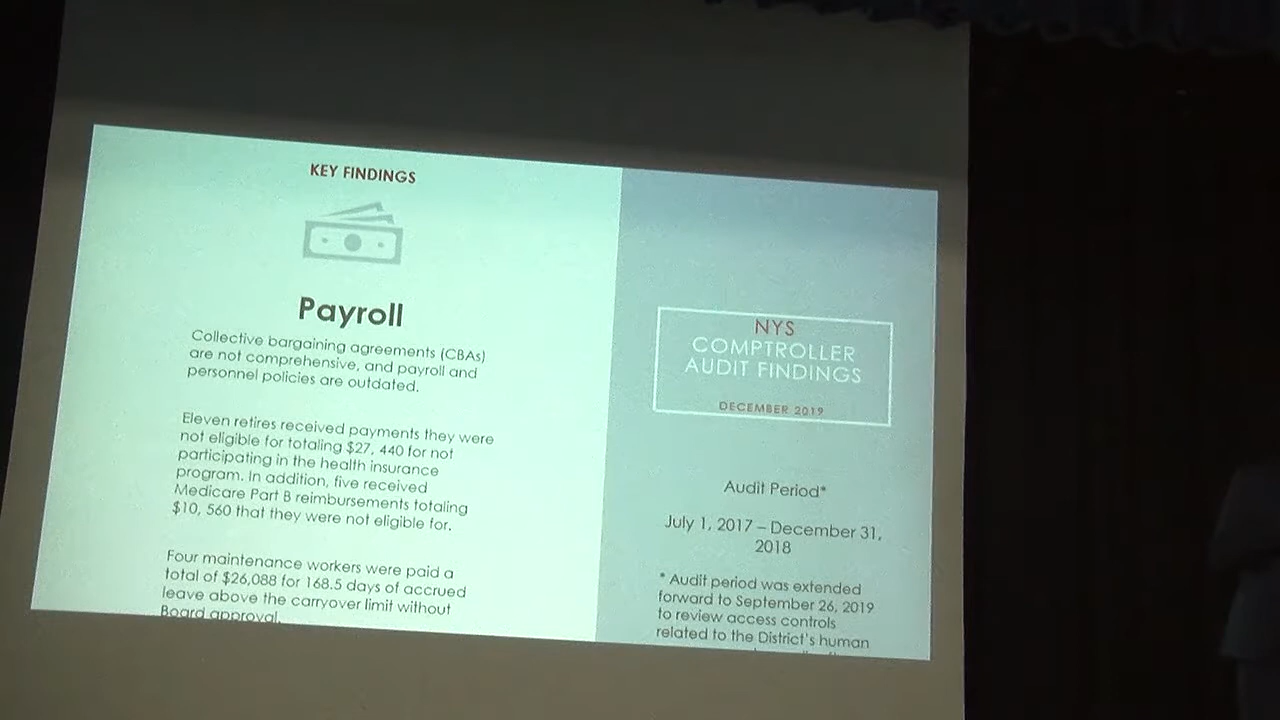 KEY FINDINGS
Payroll
Collective bargaining agreements (CBAs)
are not comprehensive, and payroll and
personnel policies are outdated.
Eleven retires received payments they were
not eligible for totaling $27, 440 for not
participating in the health insurance
program. In addition, five received
Medicare Part B reimbursements totaling
$10, 560 that they were not eligible for.
Four maintenance workers were paid a
total of $26,088 for 168.5 days of accrued
leave above the carryover limit without
Board approval.
NYS
COMPTROLLER
AUDIT FINDINGS
DECEMBER 2019
Audit Period*
July 1, 2017 – December 31,
2018
* Audit period was extended
forward to September 26, 2019
to review access controls
related to the District's human